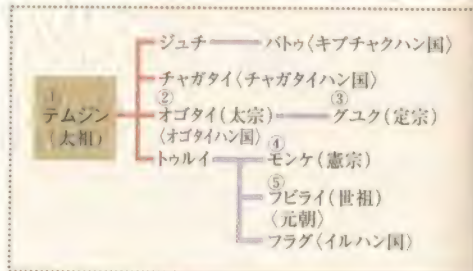 ジュチ バトゥ〈キプチャクハン国〉
チャガタイ〈チャガタイハン国〉
① ② ③
テムジン オゴタイ(太宗) グユク(定宗)
(太祖) 〈オゴタイハン国〉
④
トゥルイ モンケ(憲宗)
⑤
フビライ(世祖)
〈元朝〉
フラグ〈イルハン国〉